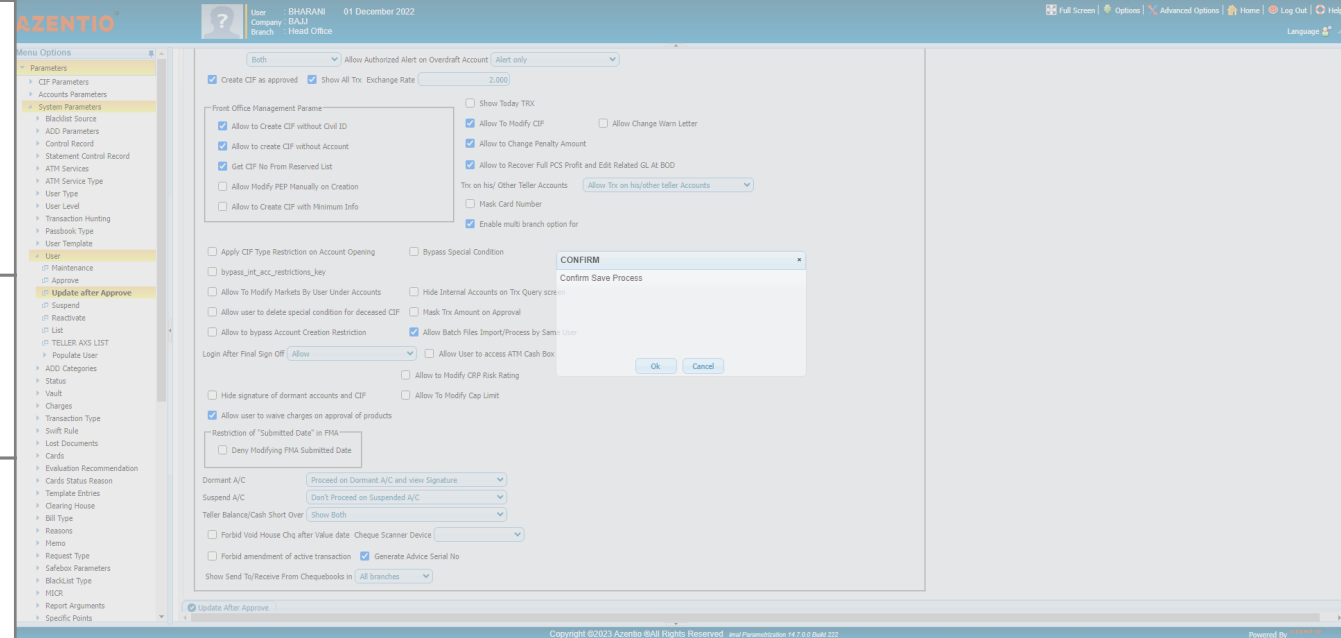 AZENTIO
User : BHARANI 01 December 2022
Company : BAJJ
Branch : Head Office
Full Screen | Options | Advanced Options | Home | Log Out | Help
Language
Menu Options
Parameters
CIF Parameters
Accounts Parameters
System Parameters
Blacklist Source
ADD Parameters
Control Record
Statement Control Record
ATM Services
ATM Service Type
User Type
User Level
Transaction Hunting
Passbook Type
User Template
User
Maintenance
Approve
Update after Approve
Suspend
Reactivate
List
TELLER AXS LIST
Populate User
ADD Categories
Status
Vault
Charges
Transaction Type
Swift Rule
Lost Documents
Cards
Evaluation Recommendation
Cards Status Reason
Template Entries
Clearing House
Bill Type
Reasons
Memo
Request Type
Safebox Parameters
BlackList Type
MICR
Report Arguments
Specific Points
Both Allow Authorized Alert on Overdraft Account Alert only
Create CIF as approved Show All Trx Exchange Rate 2.000
Front Office Management Parame
Allow to Create CIF without Civil ID
Allow to create CIF without Account
Get CIF No From Reserved List
Allow Modify PEP Manually on Creation
Allow to Create CIF with Minimum Info
Show Today TRX
Allow To Modify CIF Allow Change Warn Letter
Allow to Change Penalty Amount
Allow to Recover Full PCS Profit and Edit Related GL At BOD
Trx on his/ Other Teller Accounts Allow Trx on his/other teller Accounts
Mask Card Number
Enable multi branch option for
Apply CIF Type Restriction on Account Opening Bypass Special Condition
bypass_int_acc_restrictions_key
Allow To Modify Markets By User Under Accounts Hide Internal Accounts on Trx Query screen
Allow user to delete special condition for deceased CIF Mask Trx Amount on Approval
Allow to bypass Account Creation Restriction Allow Batch Files Import/Process by Same User
Login After Final Sign Off Allow Allow User to access ATM Cash Box
Allow to Modify CRP Risk Rating
Hide signature of dormant accounts and CIF Allow To Modify Cap Limit
Allow user to waive charges on approval of products
Restriction of "Submitted Date" in FMA
Deny Modifying FMA Submitted Date
Dormant A/C Proceed on Dormant A/C and view Signature
Suspend A/C Don't Proceed on Suspended A/C
Teller Balance/Cash Short Over Show Both
Forbid Void House Chq after Value date Cheque Scanner Device
Forbid amendment of active transaction Generate Advice Serial No
Show Send To/Receive From Chequebooks in All branches
CONFIRM
Confirm Save Process
Ok Cancel
Update After Approve
Copyright ©2023 Azentio ®All Rights Reserved imal Parametrization 14.7.0.0 Build 222
Powered By